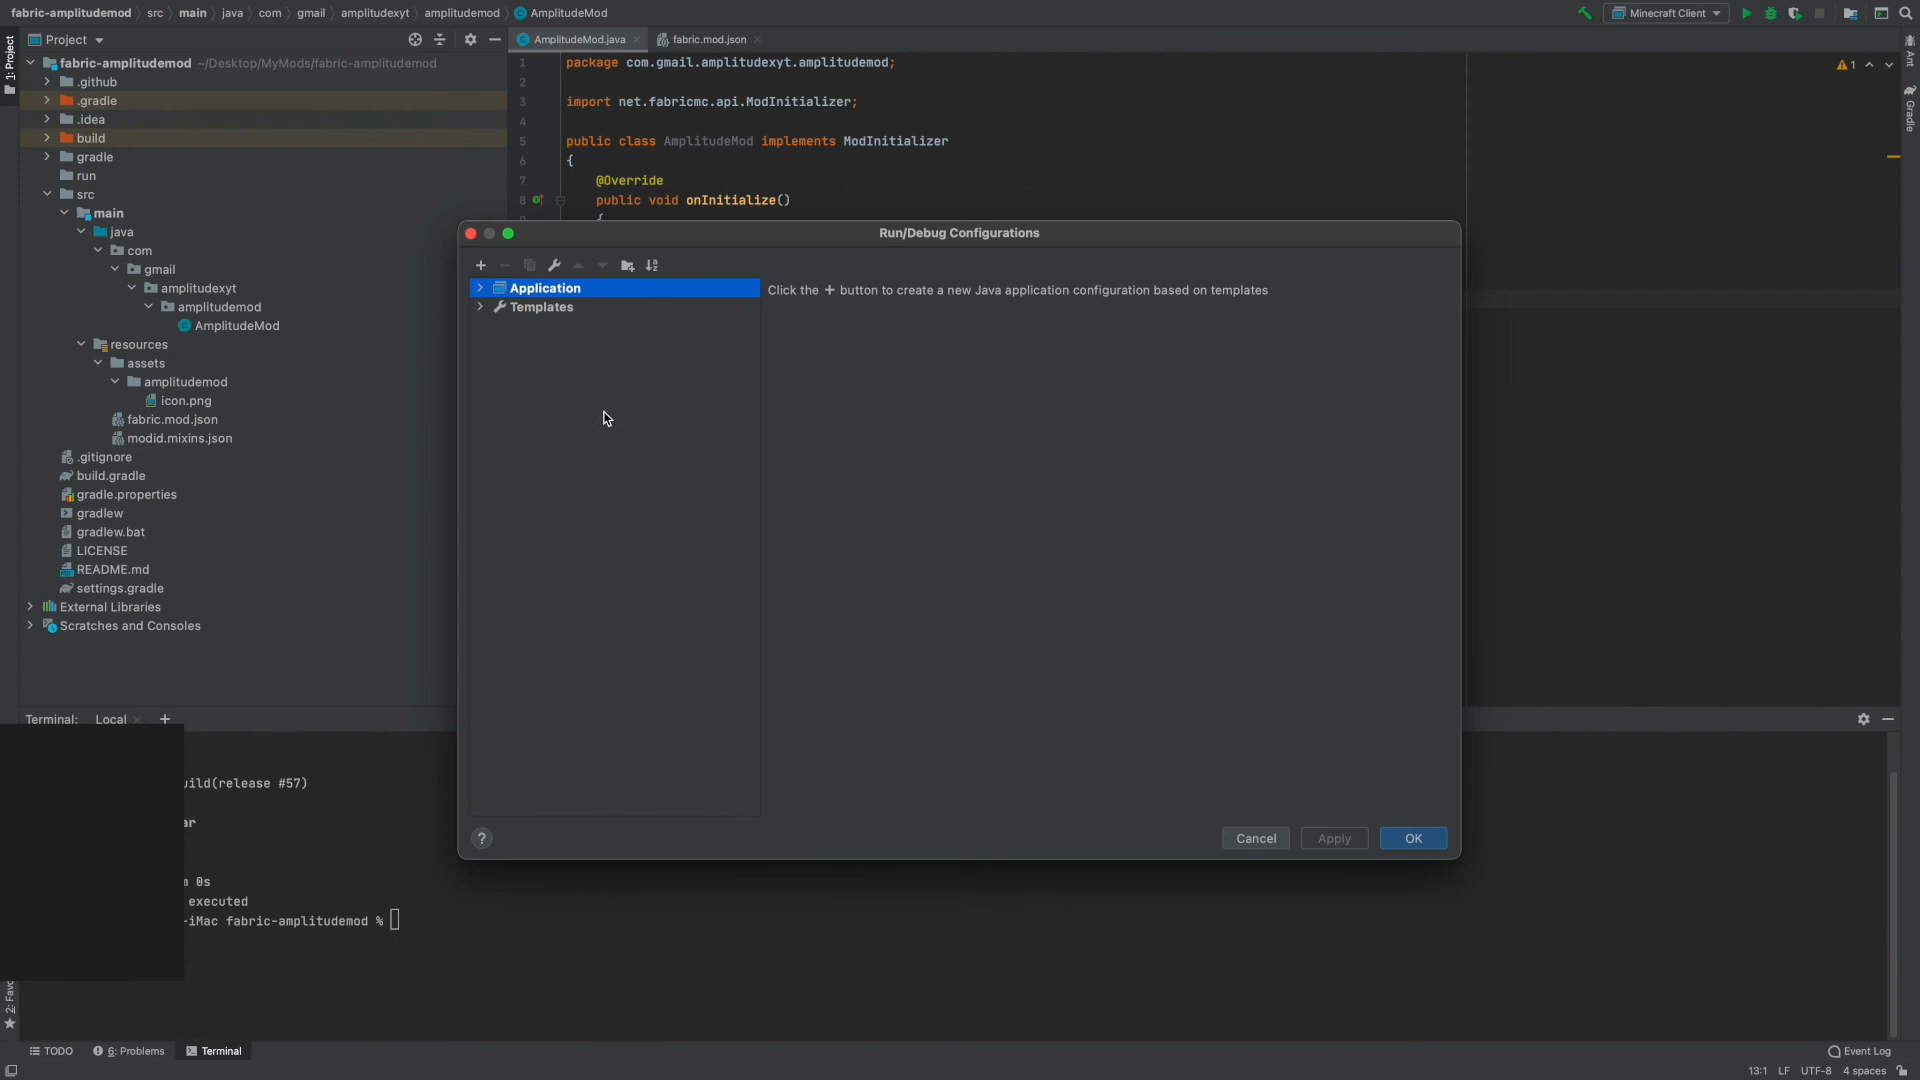 fabric-amplitudemod src main java com gmail amplitudexyt amplitudemod AmplitudeMod
Minecraft Client
1: Project
Project
AmplitudeMod.java
fabric.mod.json
fabric-amplitudemod ~/Desktop/MyMods/fabric-amplitudemod
.github
.gradle
.idea
build
gradle
run
src
main
java
com
gmail
amplitudexyt
amplitudemod
AmplitudeMod
resources
assets
amplitudemod
icon.png
fabric.mod.json
modid.mixins.json
.gitignore
build.gradle
gradle.properties
gradlew
gradlew.bat
LICENSE
README.md
settings.gradle
External Libraries
Scratches and Consoles
1 package com.gmail.amplitudexyt.amplitudemod;
2
3 import net.fabricmc.api.ModInitializer;
4
5 public class AmplitudeMod implements ModInitializer
6 {
7 @Override
8 public void onInitialize()
1
Ant
Gradle
Run/Debug Configurations
Application
Templates
Click the + button to create a new Java application configuration based on templates
?
Cancel
Apply
OK
Terminal: Local +
uild(release #57)
ar
0s
executed
-iMac fabric-amplitudemod %
TODO
6: Problems
Terminal
Event Log
13:1 LF UTF-8 4 spaces